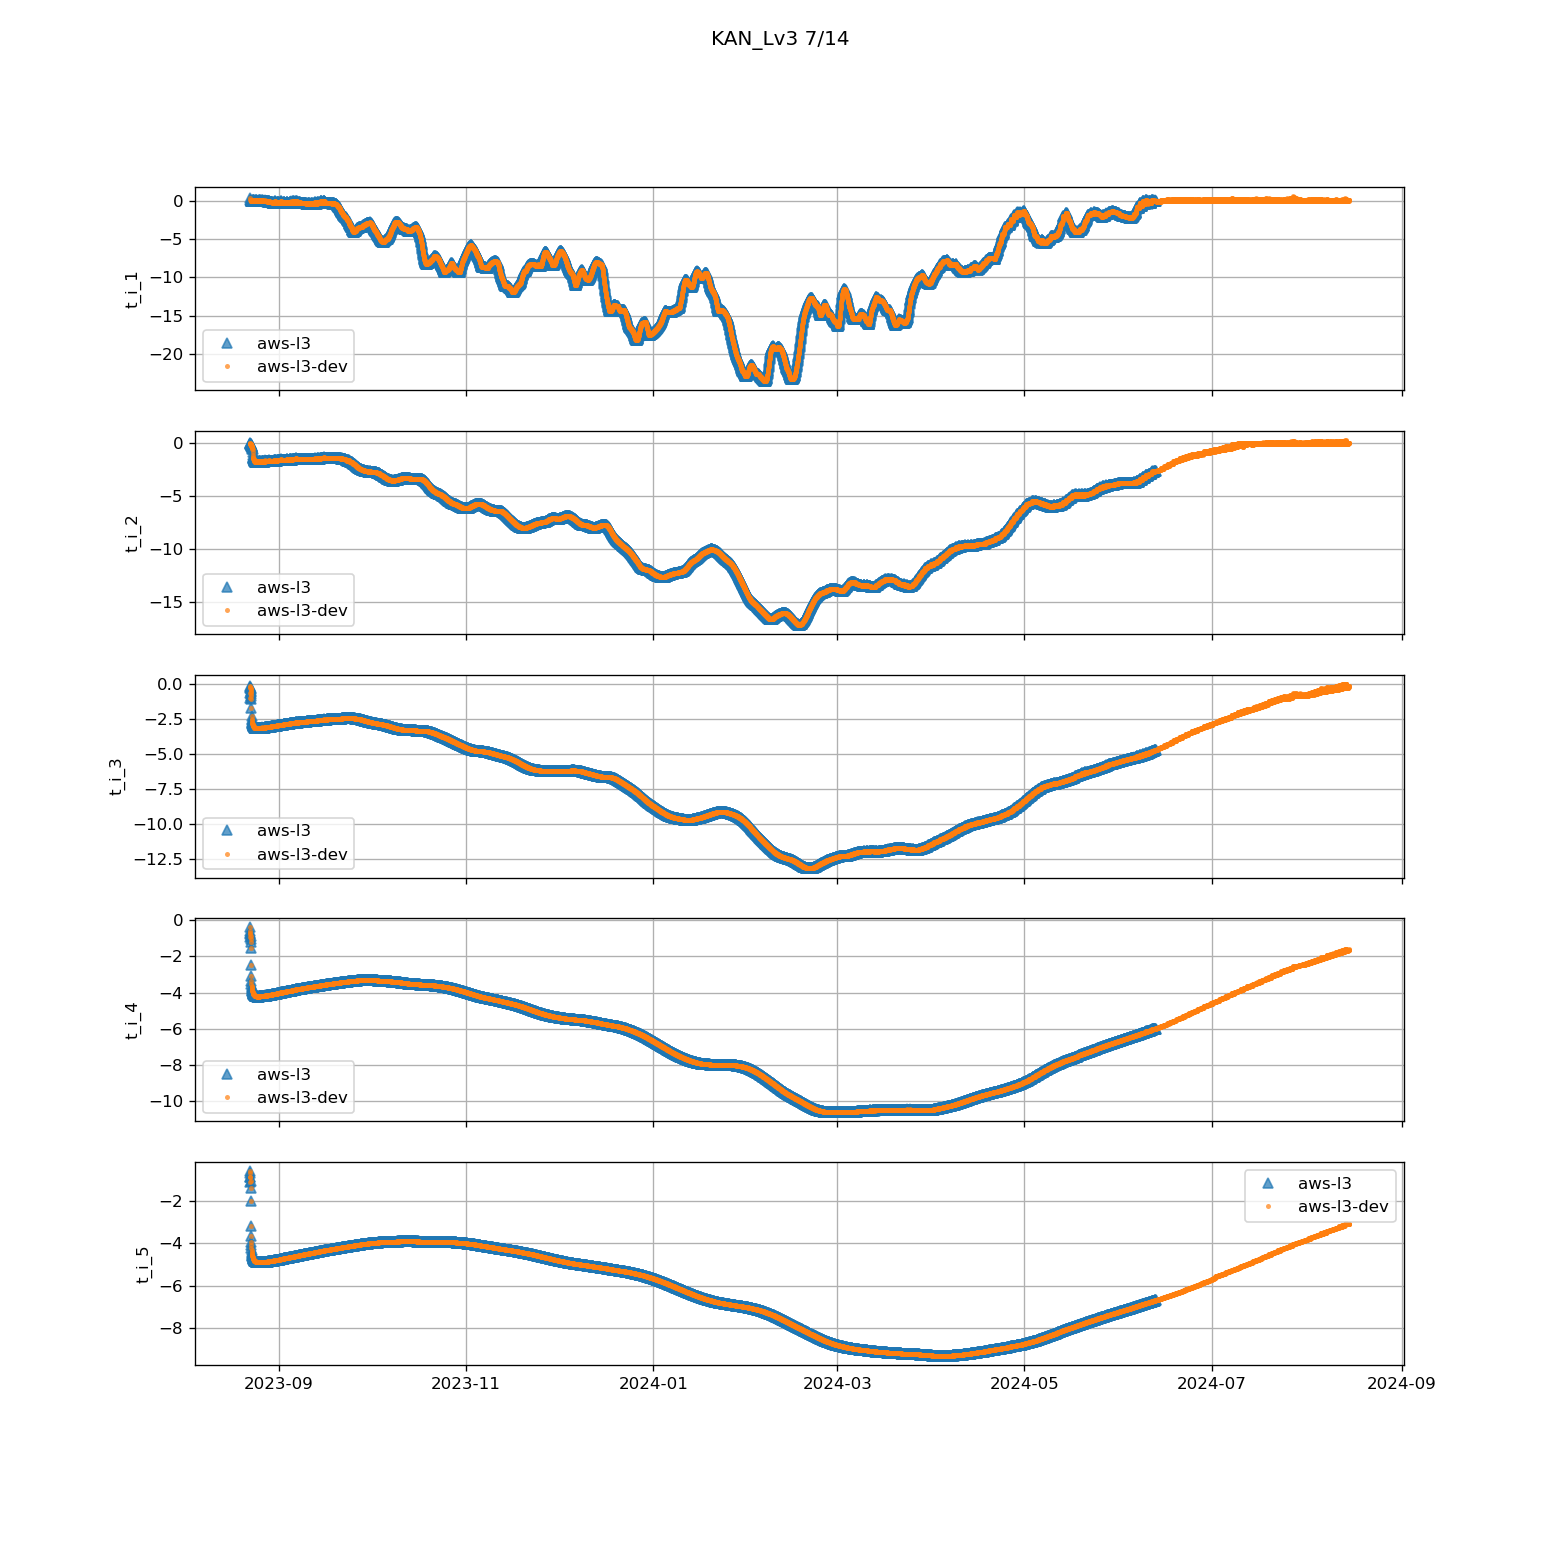 KAN_Lv3 7/14
0
−5
−10
−15
−20
t_i_1
aws-l3
aws-l3-dev
0
−5
−10
−15
t_i_2
aws-l3
aws-l3-dev
0.0
−2.5
−5.0
−7.5
−10.0
−12.5
t_i_3
aws-l3
aws-l3-dev
0
−2
−4
−6
−8
−10
t_i_4
aws-l3
aws-l3-dev
−2
−4
−6
−8
t_i_5
aws-l3
aws-l3-dev
2023-09 2023-11 2024-01 2024-03 2024-05 2024-07 2024-09